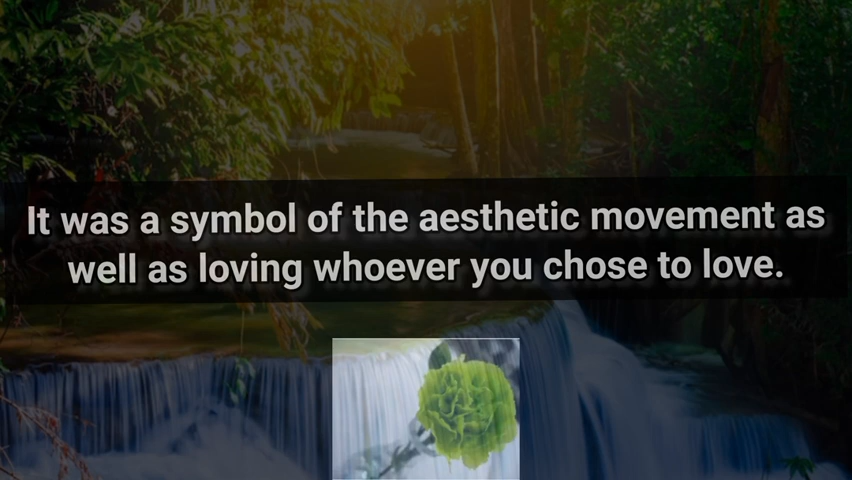 It was a symbol of the aesthetic movement as
well as loving whoever you chose to love.